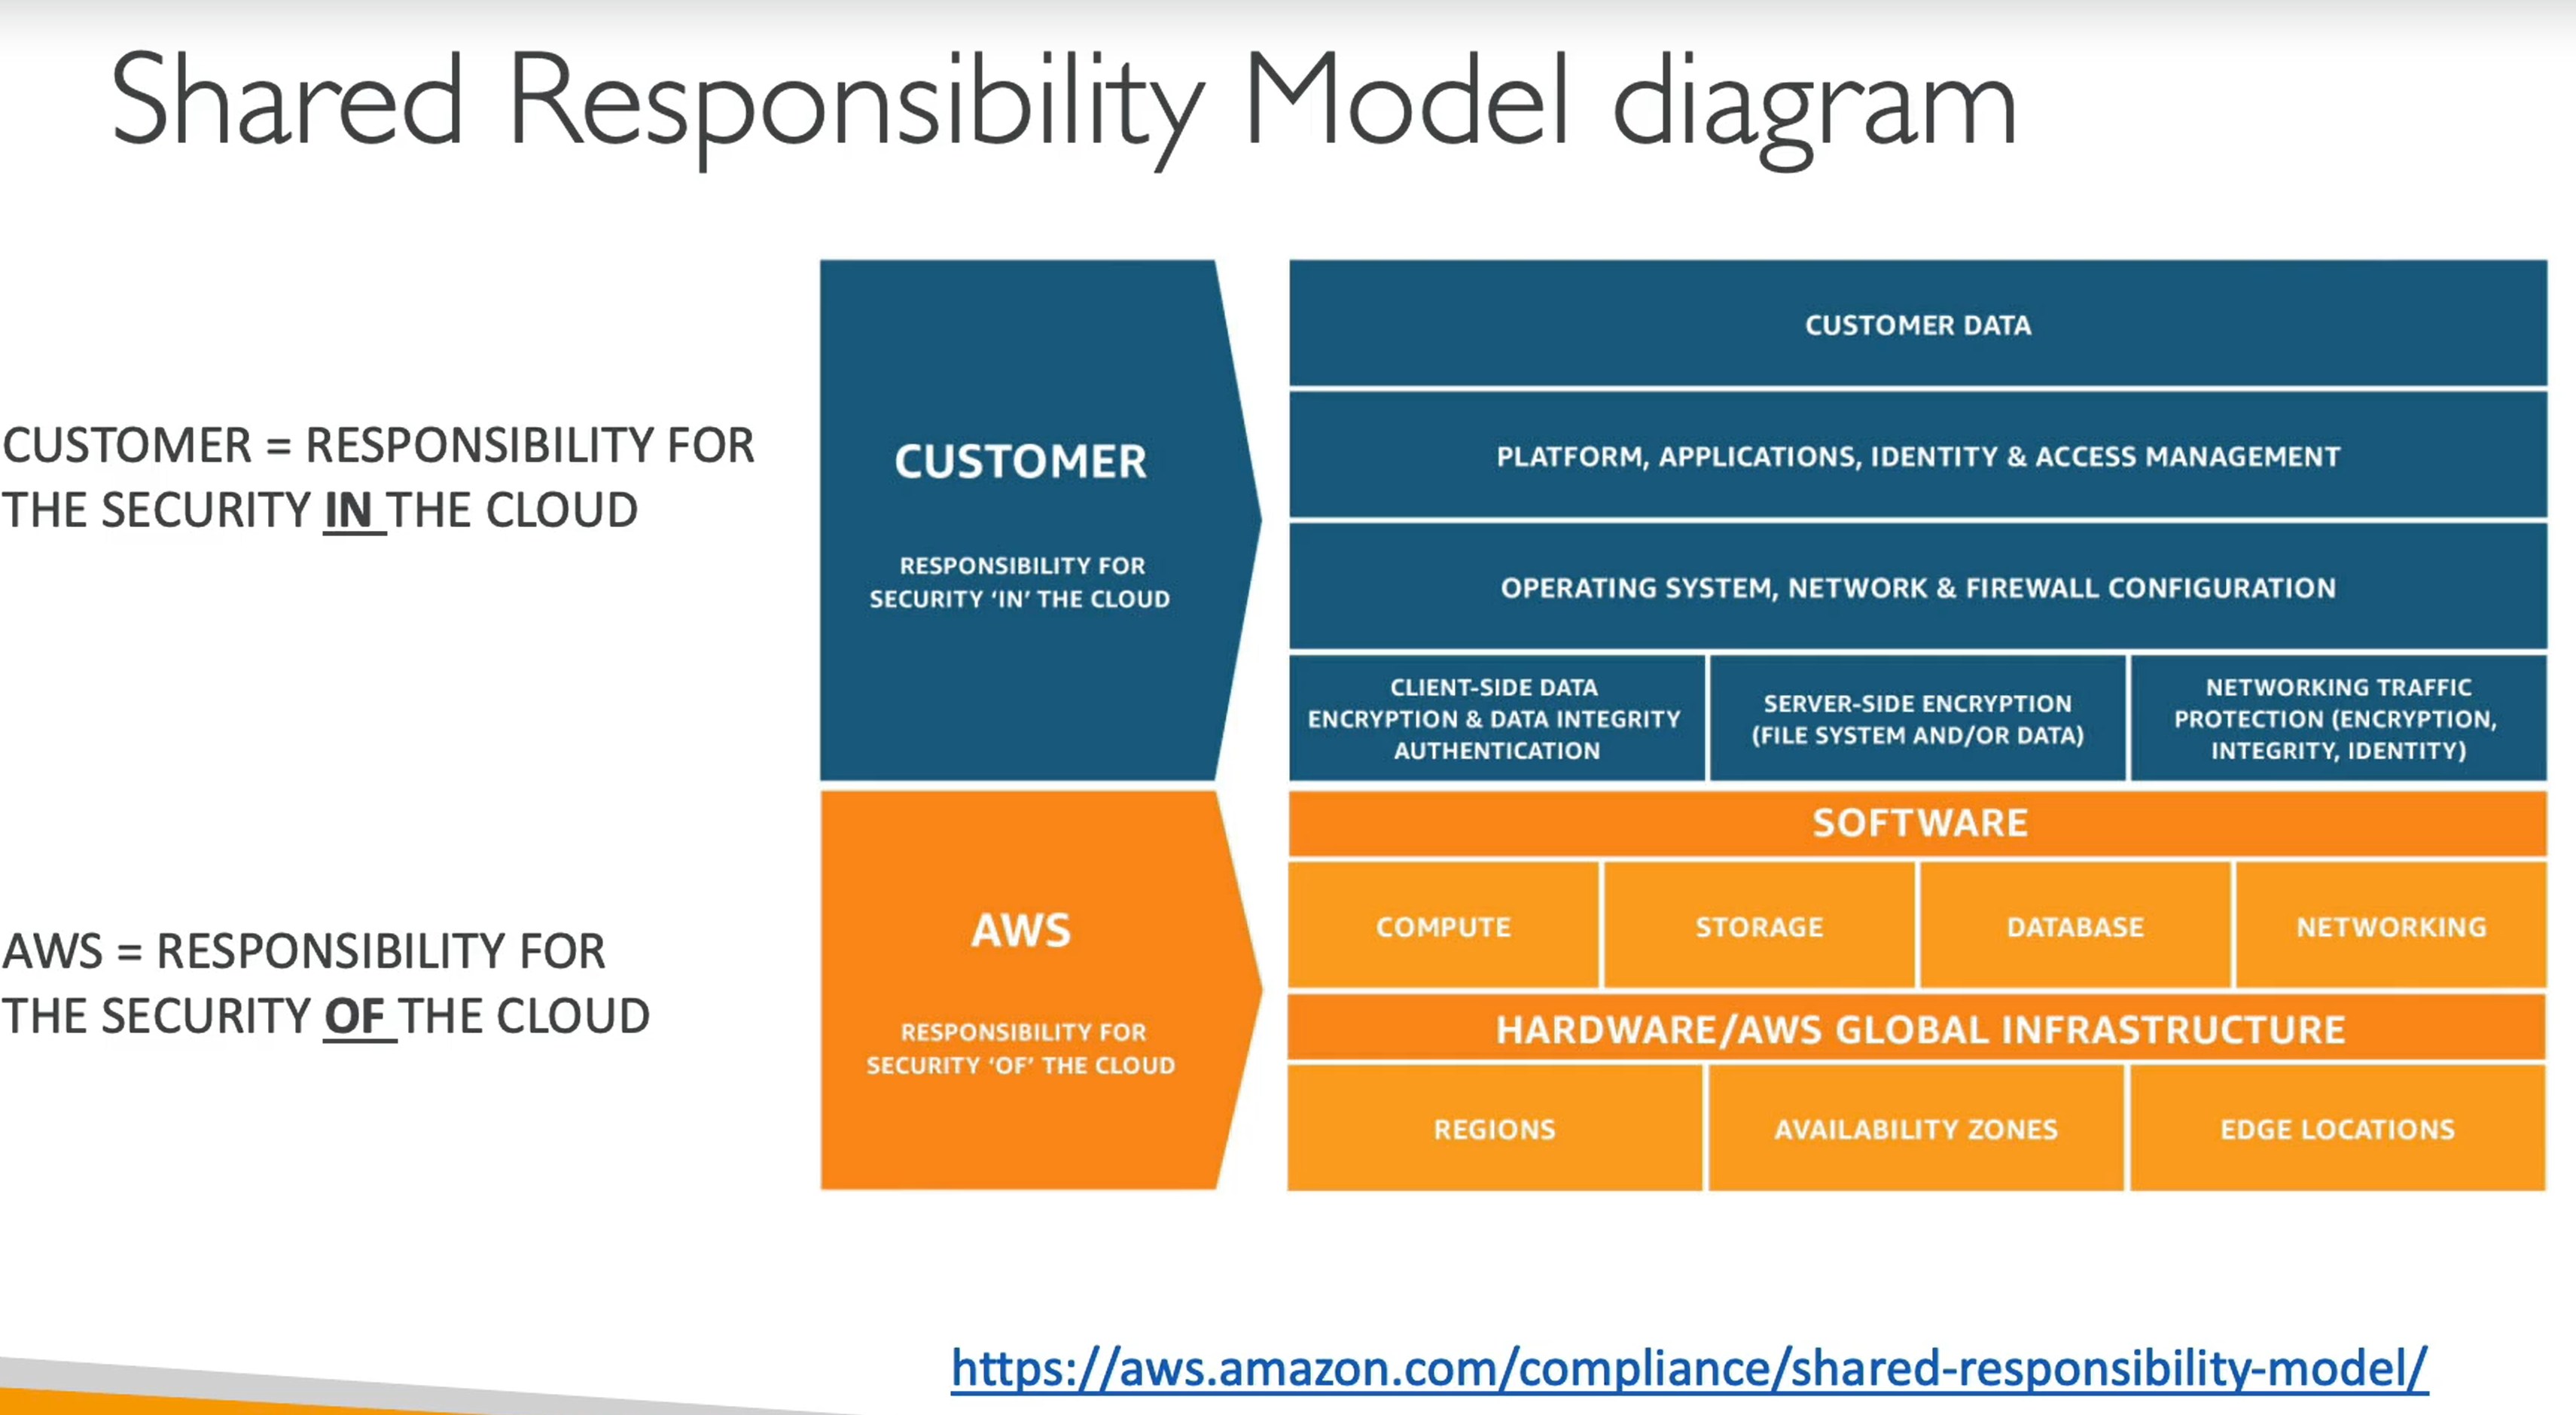 Shared Responsibility Model diagram
CUSTOMER = RESPONSIBILITY FOR
THE SECURITY IN THE CLOUD
CUSTOMER
RESPONSIBILITY FOR
SECURITY ‘IN’ THE CLOUD
CUSTOMER DATA
PLATFORM, APPLICATIONS, IDENTITY & ACCESS MANAGEMENT
OPERATING SYSTEM, NETWORK & FIREWALL CONFIGURATION
CLIENT-SIDE DATA
ENCRYPTION & DATA INTEGRITY
AUTHENTICATION
SERVER-SIDE ENCRYPTION
(FILE SYSTEM AND/OR DATA)
NETWORKING TRAFFIC
PROTECTION (ENCRYPTION,
INTEGRITY, IDENTITY)
AWS = RESPONSIBILITY FOR
THE SECURITY OF THE CLOUD
AWS
RESPONSIBILITY FOR
SECURITY ‘OF’ THE CLOUD
SOFTWARE
COMPUTE
STORAGE
DATABASE
NETWORKING
HARDWARE/AWS GLOBAL INFRASTRUCTURE
REGIONS
AVAILABILITY ZONES
EDGE LOCATIONS
https://aws.amazon.com/compliance/shared-responsibility-model/